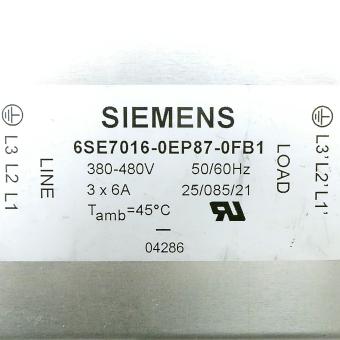 SIEMENS
6SE7016-0EP87-0FB1
380-480V 50/60Hz
3 x 6A 25/085/21
Tamb=45°C
04286
L3 L2 L1
LINE
LOAD
L3' L2' L1'